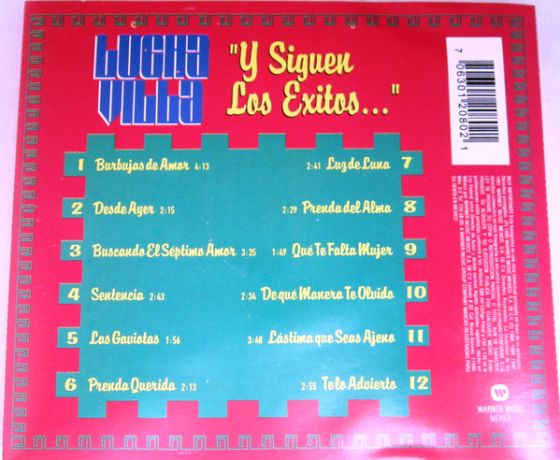 LUCHA
VILLA
"Y Siguen
Los Exitos..."
7 06301 20802 1
1 Burbujas de Amor 4:13
2 Desde Ayer 2:15
3 Buscando El Séptimo Amor 3:35
4 Sentencia 2:43
5 Las Gaviotas 1:56
6 Prenda Querida 2:13
2:41 Luz de Luna 7
2:29 Prenda del Alma 8
1:49 Qué Te Falta Mujer 9
2:34 De que Manera Te Olvido 10
3:48 Lástima que Seas Ajeno 11
2:55 Te lo Advierto 12
WARNER MUSIC
MEXICO